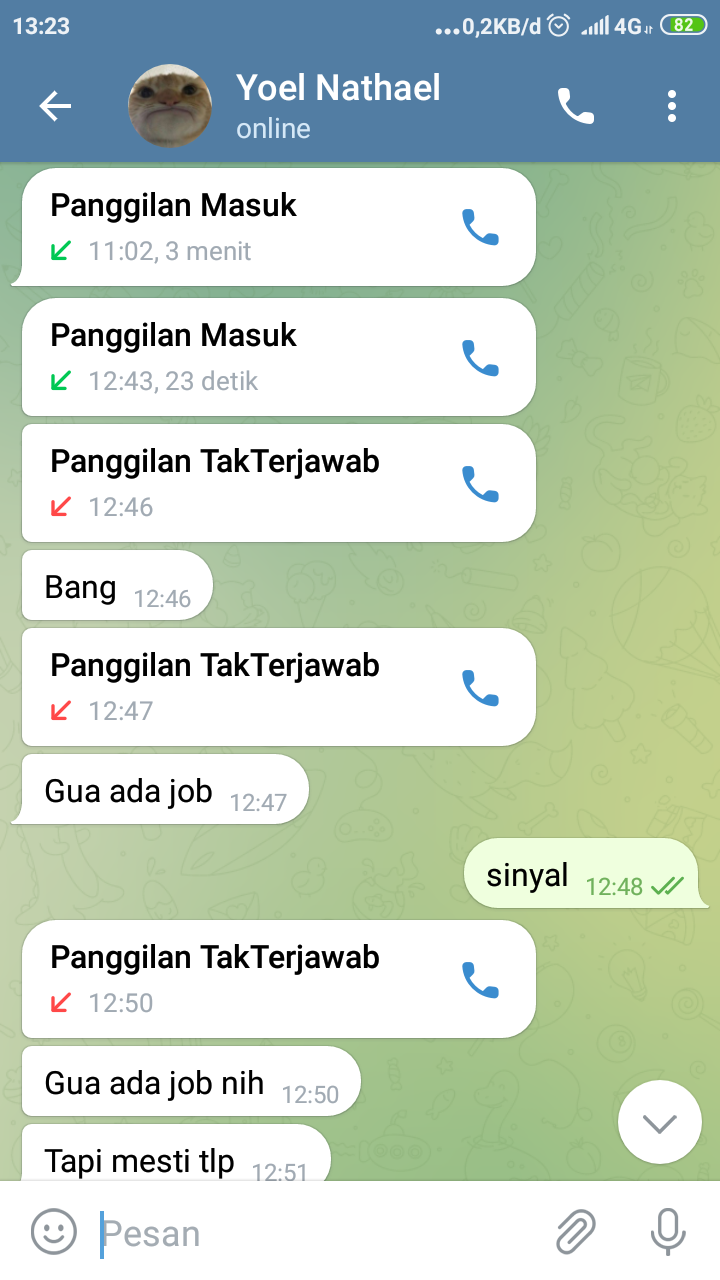 13:23
...0,2KB/d 4G 82
Yoel Nathael
online
Panggilan Masuk
11:02, 3 menit
Panggilan Masuk
12:43, 23 detik
Panggilan TakTerjawab
12:46
Bang 12:46
Panggilan TakTerjawab
12:47
Gua ada job 12:47
sinyal 12:48
Panggilan TakTerjawab
12:50
Gua ada job nih 12:50
Tapi mesti tlp 12:51
Pesan